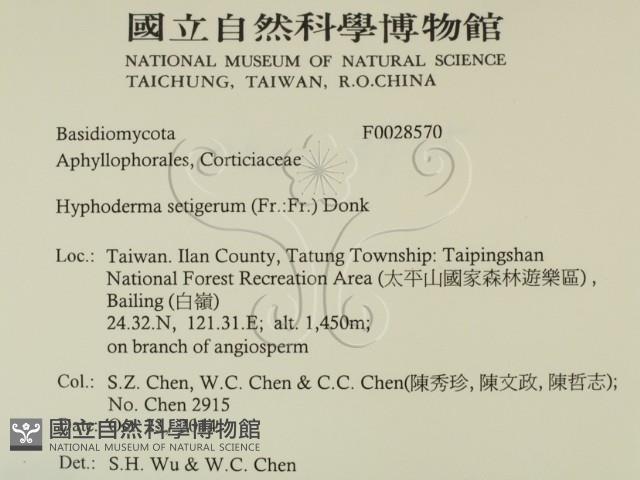 國立自然科學博物館
NATIONAL MUSEUM OF NATURAL SCIENCE
TAICHUNG, TAIWAN, R.O.CHINA
Basidiomycota F0028570
Aphyllophorales, Corticiaceae
Hyphoderma setigerum (Fr.:Fr.) Donk
Loc.: Taiwan. Ilan County, Tatung Township: Taipingshan
National Forest Recreation Area (太平山國家森林遊樂區) ,
Bailing (白嶺)
24.32.N, 121.31.E; alt. 1,450m;
on branch of angiosperm
Col.: S.Z. Chen, W.C. Chen & C.C. Chen(陳秀珍, 陳文政, 陳哲志);
No. Chen 2915
Date:
國立自然科學博物館
NATIONAL MUSEUM OF NATURAL SCIENCE
Det.: S.H. Wu & W.C. Chen